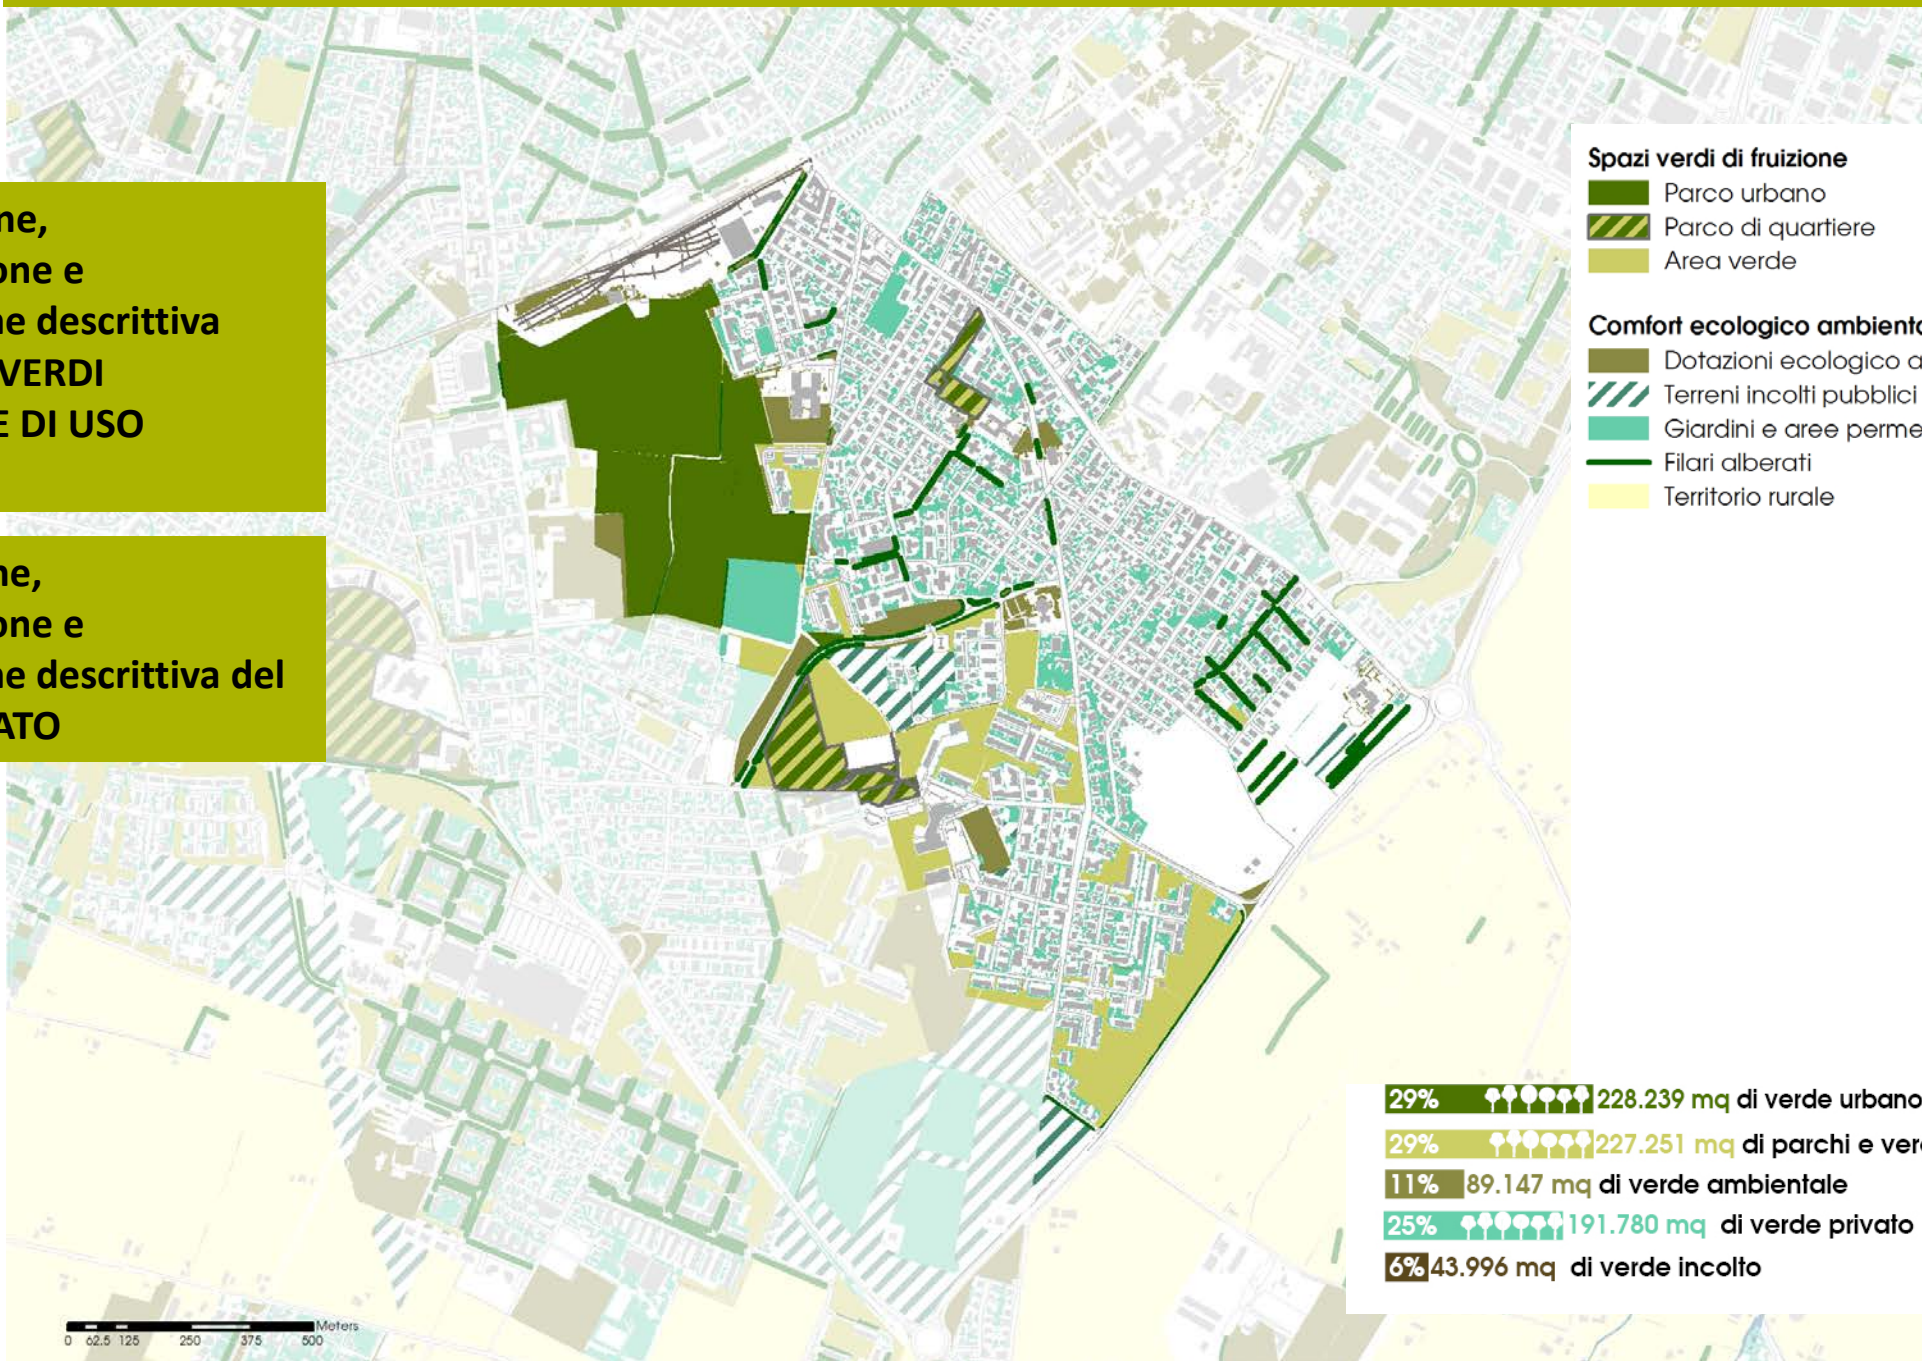 ne,
one e
ne descrittiva
VERDI
E DI USO
ne,
one e
ne descrittiva del
ATO
Spazi verdi di fruizione
Parco urbano
Parco di quartiere
Area verde
Comfort ecologico ambient
Dotazioni ecologico a
Terreni incolti pubblici
Giardini e aree perme
Filari alberati
Territorio rurale
29% 228.239 mq di verde urbano
29% 227.251 mq di parchi e ver
11% 89.147 mq di verde ambientale
25% 191.780 mq di verde privato
6% 43.996 mq di verde incolto
Meters
0 62.5 125 250 375 500